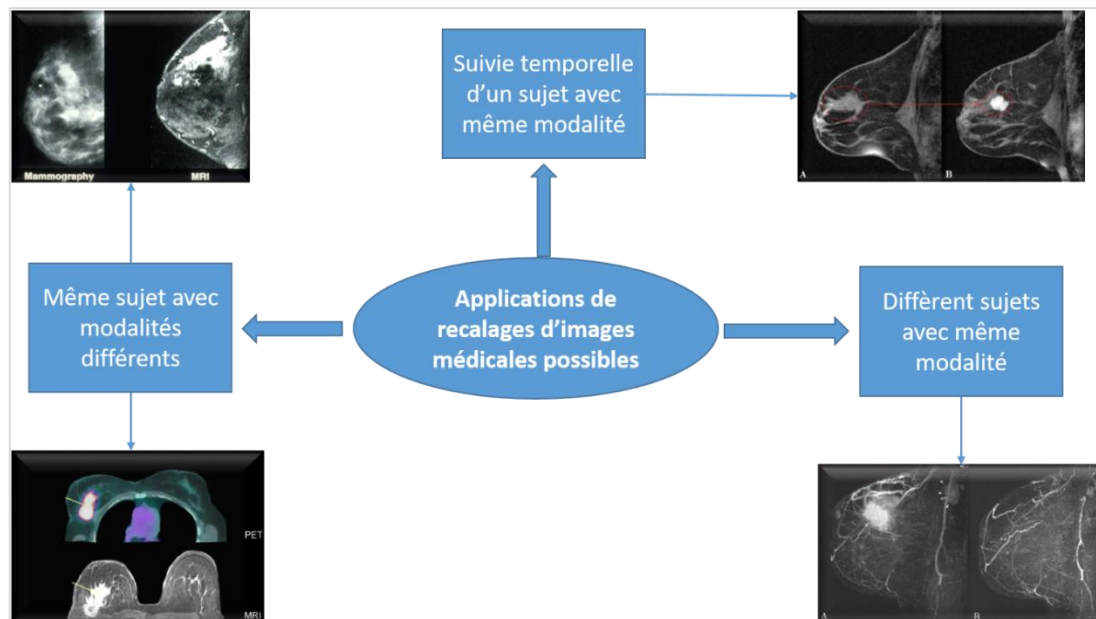 Mammography
MRI
Suivie temporelle
d’un sujet avec
même modalité
A
B
Même sujet avec
modalités
différents
Applications de
recalages d’images
médicales possibles
Diffèrent sujets
avec même
modalité
PET
MRI
A
B